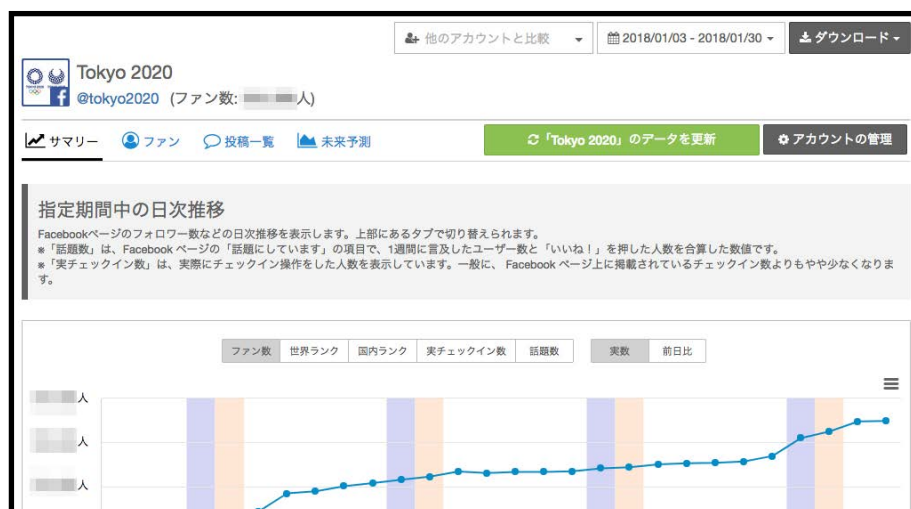 他のアカウントと比較
2018/01/03 - 2018/01/30
ダウンロード
Tokyo 2020
@tokyo2020 (ファン数: 人)
サマリー
ファン
投稿一覧
未来予測
「Tokyo 2020」のデータを更新
アカウントの管理
指定期間中の日次推移
Facebookページのフォロワー数などの日次推移を表示します。上部にあるタブで切り替えられます。
※「話題数」は、Facebook ページの「話題にしています」の項目で、1週間に言及したユーザー数と「いいね！」を押した人数を合算した数値です。
※「実チェックイン数」は、実際にチェックイン操作をした人数を表示しています。一般に、 Facebook ページ上に掲載されているチェックイン数よりもやや少なくなりま
す。
ファン数
世界ランク
国内ランク
実チェックイン数
話題数
実数
前日比
人
人
人